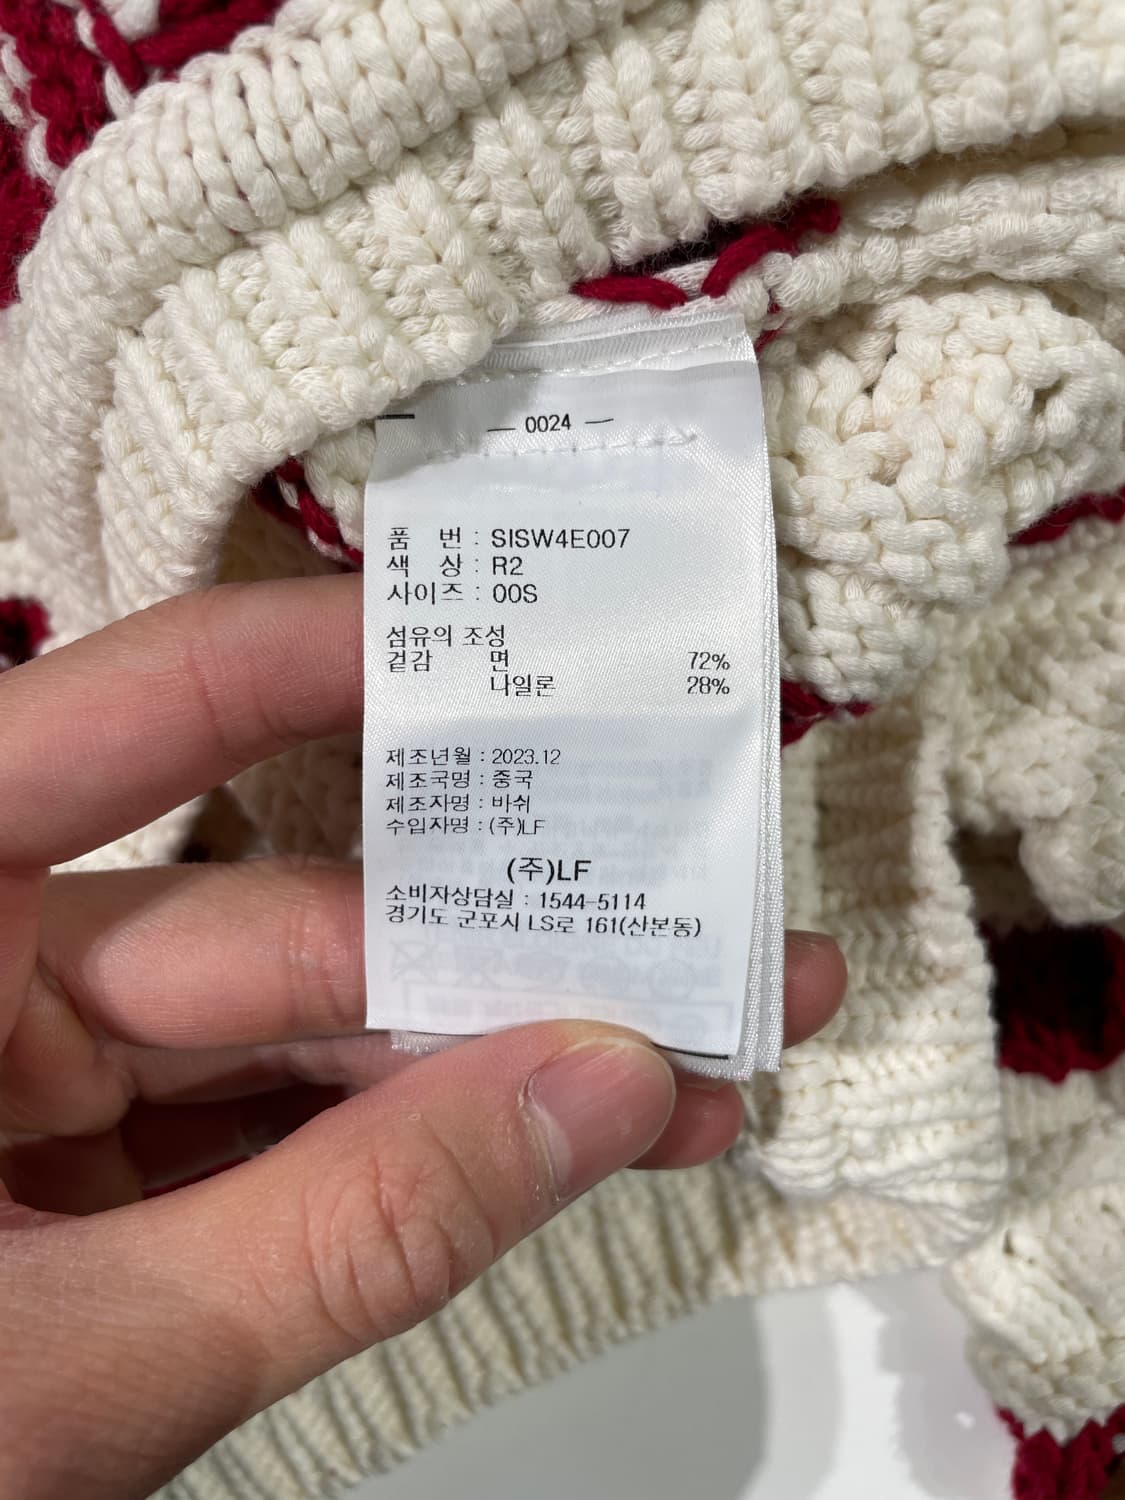 — 0024 —
품 번 : SISW4E007
색 상 : R2
사이즈 : 00S
섬유의 조성
겉감 면 72%
나일론 28%
제조년월 : 2023.12
제조국명 : 중국
제조자명 : 바쉬
수입자명 : (주)LF
(주)LF
소비자상담실 : 1544-5114
경기도 군포시 LS로 161(산본동)